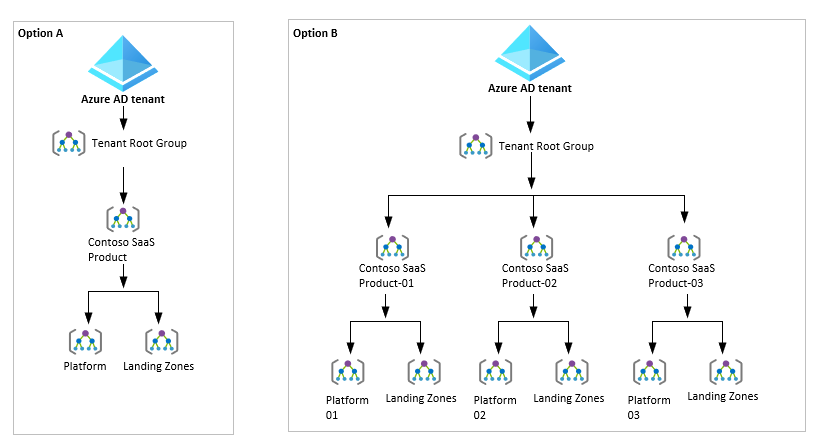 Option A
Azure AD tenant
Tenant Root Group
Contoso SaaS
Product
Platform
Landing Zones
Option B
Azure AD tenant
Tenant Root Group
Contoso SaaS
Product-01
Contoso SaaS
Product-02
Contoso SaaS
Product-03
Platform
01
Landing Zones
Platform
02
Landing Zones
Platform
03
Landing Zones